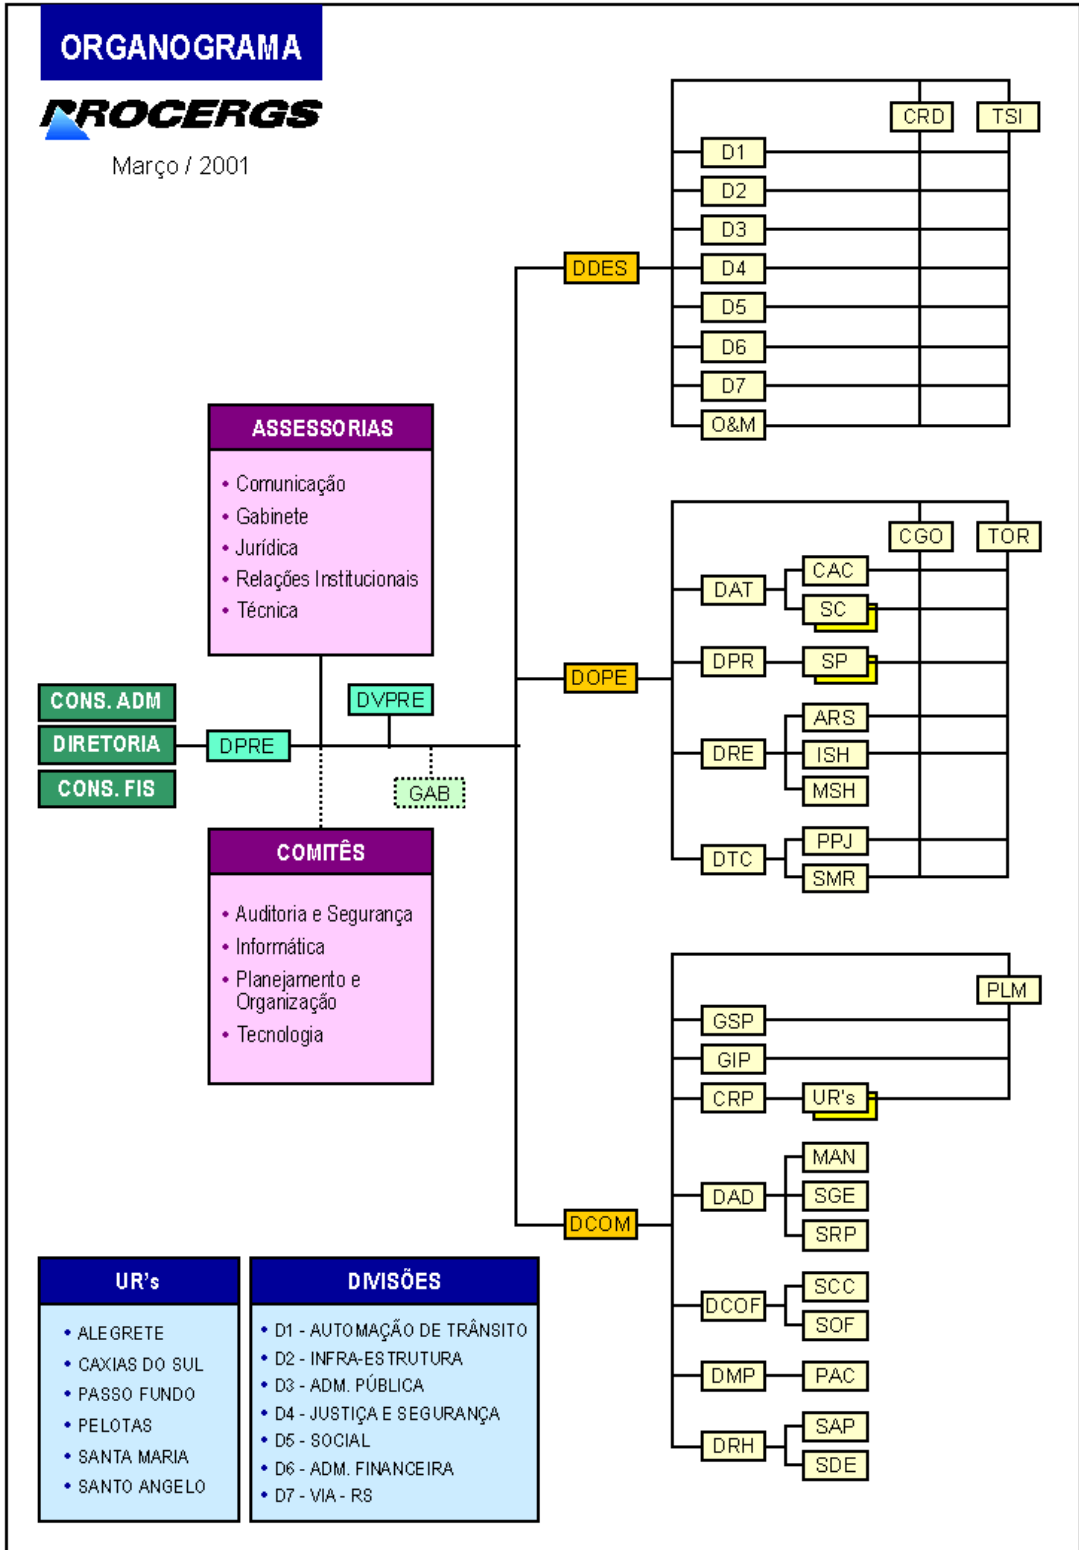 ORGANOGRAMA
PROCERGS
Março / 2001
CRD
TSI
D1
D2
D3
DDES
D4
D5
D6
D7
O&M
ASSESSORIAS
• Comunicação
• Gabinete
• Jurídica
• Relações Institucionais
• Técnica
CGO
TOR
CAC
DAT
SC
DOPE
DPR
SP
ARS
DRE
ISH
MSH
PPJ
DTC
SMR
CONS. ADM
DIRETORIA
CONS. FIS
DPRE
DVPRE
GAB
COMITÊS
• Auditoria e Segurança
• Informática
• Planejamento e
Organização
• Tecnologia
PLM
GSP
GIP
CRP
UR's
MAN
DAD
SGE
SRP
DCOM
SCC
DCOF
SOF
DMP
PAC
SAP
DRH
SDE
UR's
• ALEGRETE
• CAXIAS DO SUL
• PASSO FUNDO
• PELOTAS
• SANTA MARIA
• SANTO ANGELO
DIVISÕES
• D1 - AUTOMAÇÃO DE TRÂNSITO
• D2 - INFRA-ESTRUTURA
• D3 - ADM. PÚBLICA
• D4 - JUSTIÇA E SEGURANÇA
• D5 - SOCIAL
• D6 - ADM. FINANCEIRA
• D7 - VIA - RS